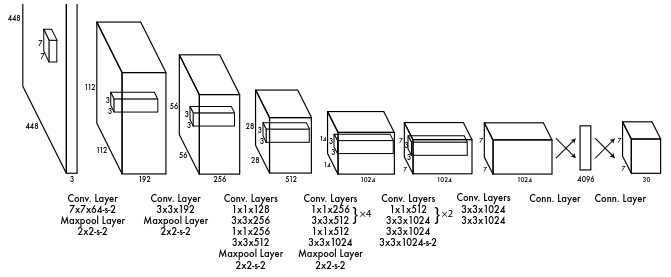 448
7
7
448
3
112
3
3
112
192
56
3
3
56
256
28
3
3
28
512
14
3
3
14
1024
7
3
3
7
1024
7
7
1024
4096
7
7
30
Conv. Layer
7x7x64-s-2
Maxpool Layer
2x2-s-2
Conv. Layer
3x3x192
Maxpool Layer
2x2-s-2
Conv. Layers
1x1x128
3x3x256
1x1x256
3x3x512
Maxpool Layer
2x2-s-2
Conv. Layers
1x1x256
3x3x512 } ×4
1x1x512
3x3x1024
Maxpool Layer
2x2-s-2
Conv. Layers
1x1x512
3x3x1024 } ×2
3x3x1024
3x3x1024-s-2
Conv. Layers
3x3x1024
3x3x1024
Conn. Layer
Conn. Layer